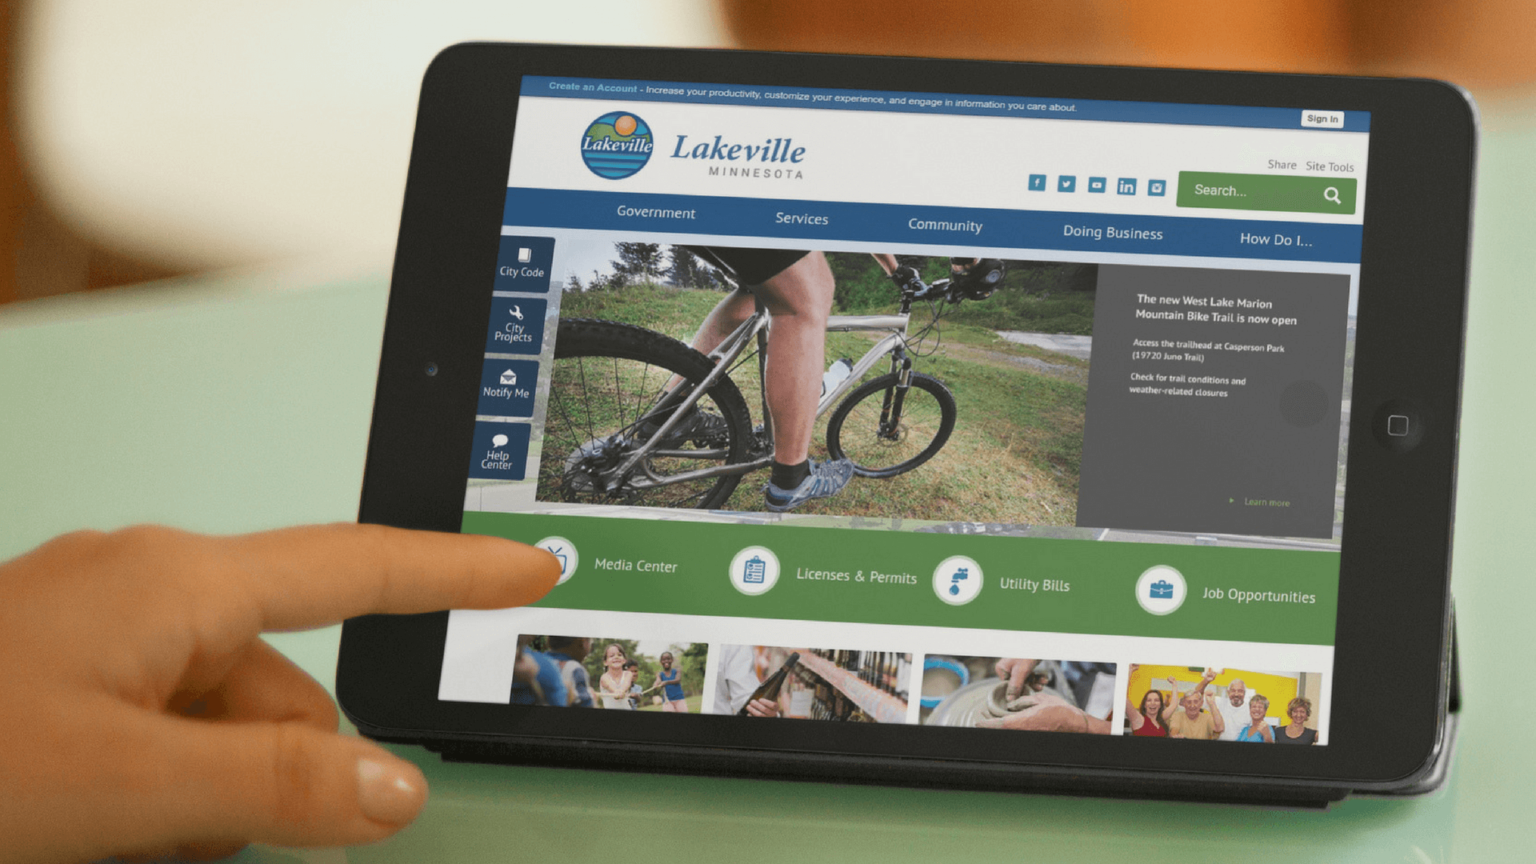 Create an Account - Increase your productivity, customize your experience, and engage in information you care about.
Sign In
Lakeville
Lakeville
MINNESOTA
Share Site Tools
f
in
Search...
Government Services Community Doing Business How Do I...
City Code
City
Projects
Notify Me
Help
Center
The new West Lake Marion
Mountain Bike Trail is now open
Access the trailhead at Casperson Park
(19720 Juno Trail)
Check for trail conditions and
weather-related closures
Learn more
Media Center Licenses & Permits Utility Bills Job Opportunities